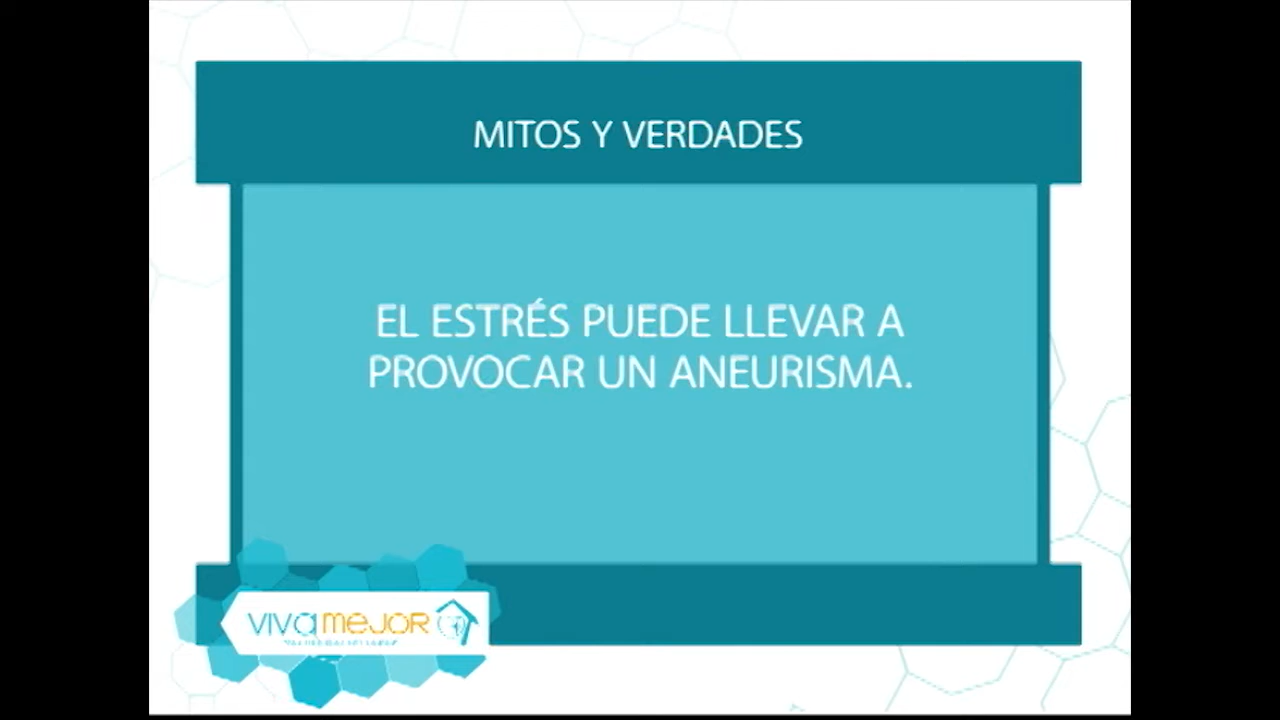 MITOS Y VERDADES
EL ESTRÉS PUEDE LLEVAR A
PROVOCAR UN ANEURISMA.
VIVA MEJOR